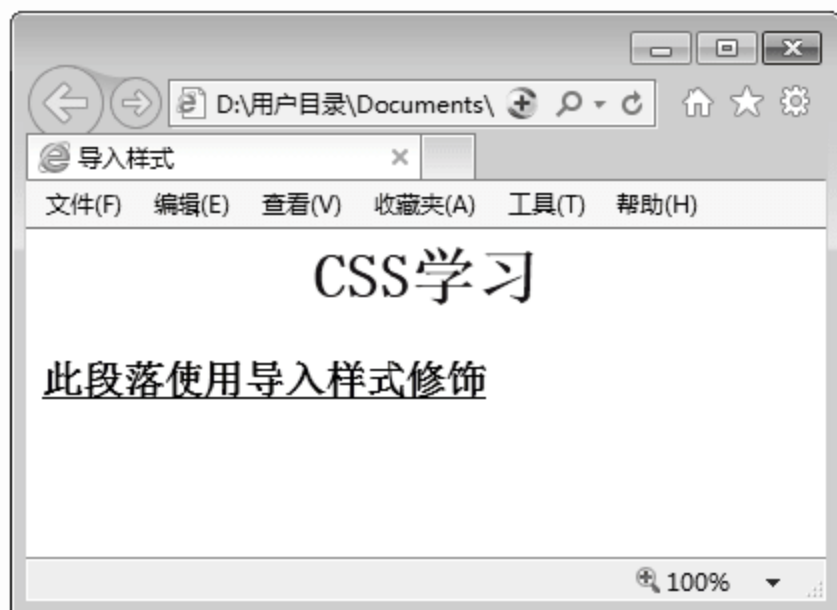 D:\用户目录\Documents\
导入样式
文件(F) 编辑(E) 查看(V) 收藏夹(A) 工具(T) 帮助(H)
CSS学习
此段落使用导入样式修饰
100%